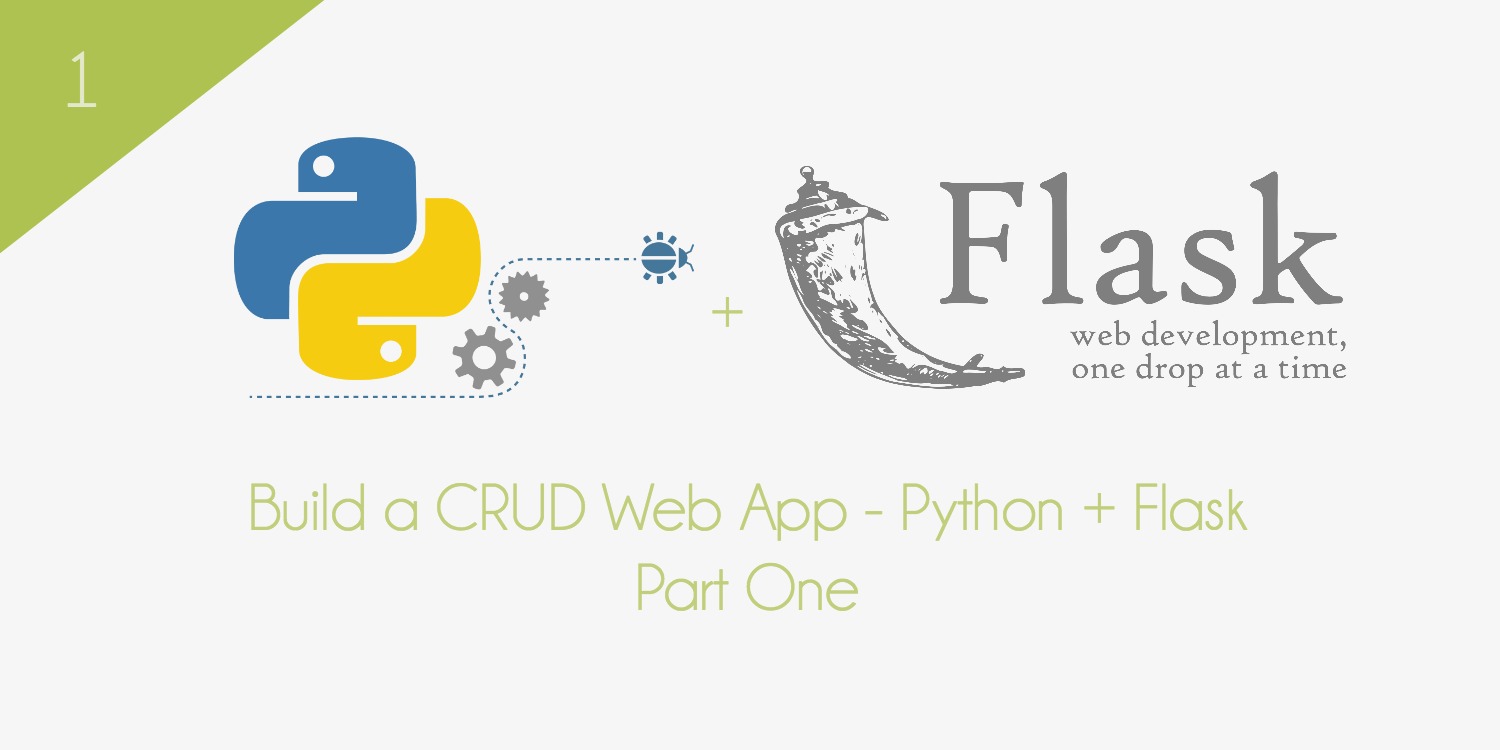 1
+
Flask
web development,
one drop at a time
Build a CRUD Web App - Python + Flask
Part One